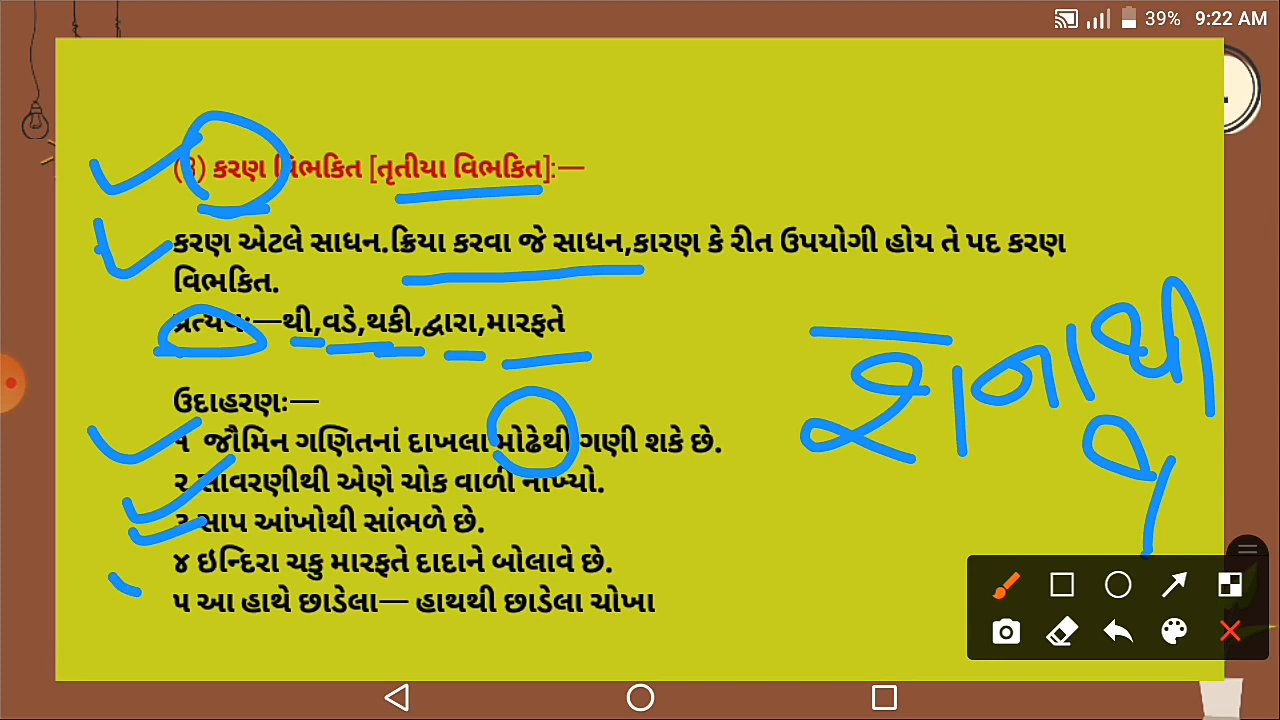 39% 9:22 AM
(3) કરણ વિભકિત [તૃતીયા વિભકિત]:—
કરણ એટલે સાધન.ક્રિયા કરવા જે સાધન,કારણ કે રીત ઉપયોગી હોય તે પદ કરણ
વિભકિત.
પ્રત્યયઃ—થી,વડે,થકી,દ્વારા,મારફતે
શાનાથી
ઉદાહરણઃ—
૧ જૌમિન ગણિતનાં દાખલા મોઢેથી ગણી શકે છે.
૨ સાવરણીથી એણે ચોક વાળી નાખ્યો.
૩ સાપ આંખોથી સાંભળે છે.
૪ ઇન્દિરા ચકુ મારફતે દાદાને બોલાવે છે.
૫ આ હાથે છાડેલા— હાથથી છાડેલા ચોખા